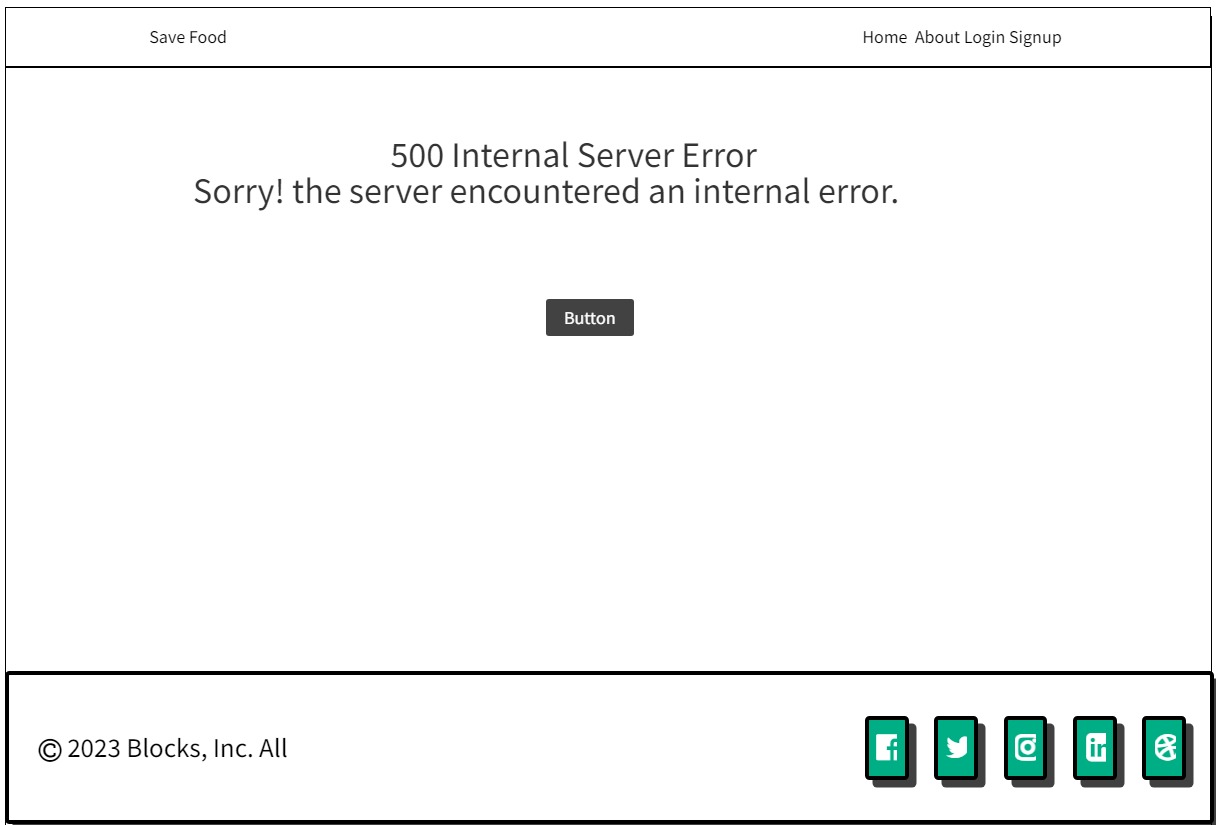 Save Food
Home About Login Signup
500 Internal Server Error
Sorry! the server encountered an internal error.
Button
© 2023 Blocks, Inc. All